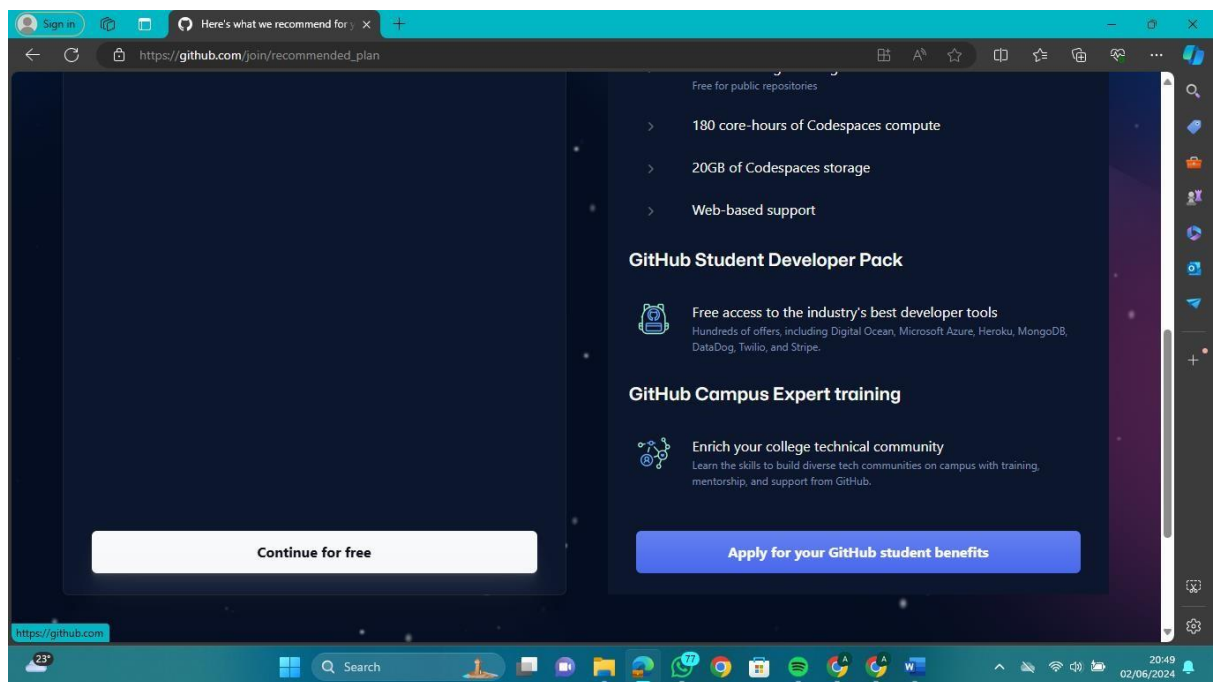 Sign in
Here's what we recommend for y
https://github.com/join/recommended_plan
Free for public repositories
180 core-hours of Codespaces compute
20GB of Codespaces storage
Web-based support
GitHub Student Developer Pack
Free access to the industry's best developer tools
Hundreds of offers, including Digital Ocean, Microsoft Azure, Heroku, MongoDB,
DataDog, Twilio, and Stripe.
GitHub Campus Expert training
Enrich your college technical community
Learn the skills to build diverse tech communities on campus with training,
mentorship, and support from GitHub.
Continue for free
Apply for your GitHub student benefits
https://github.com
23°
Search
77
20:49
02/06/2024